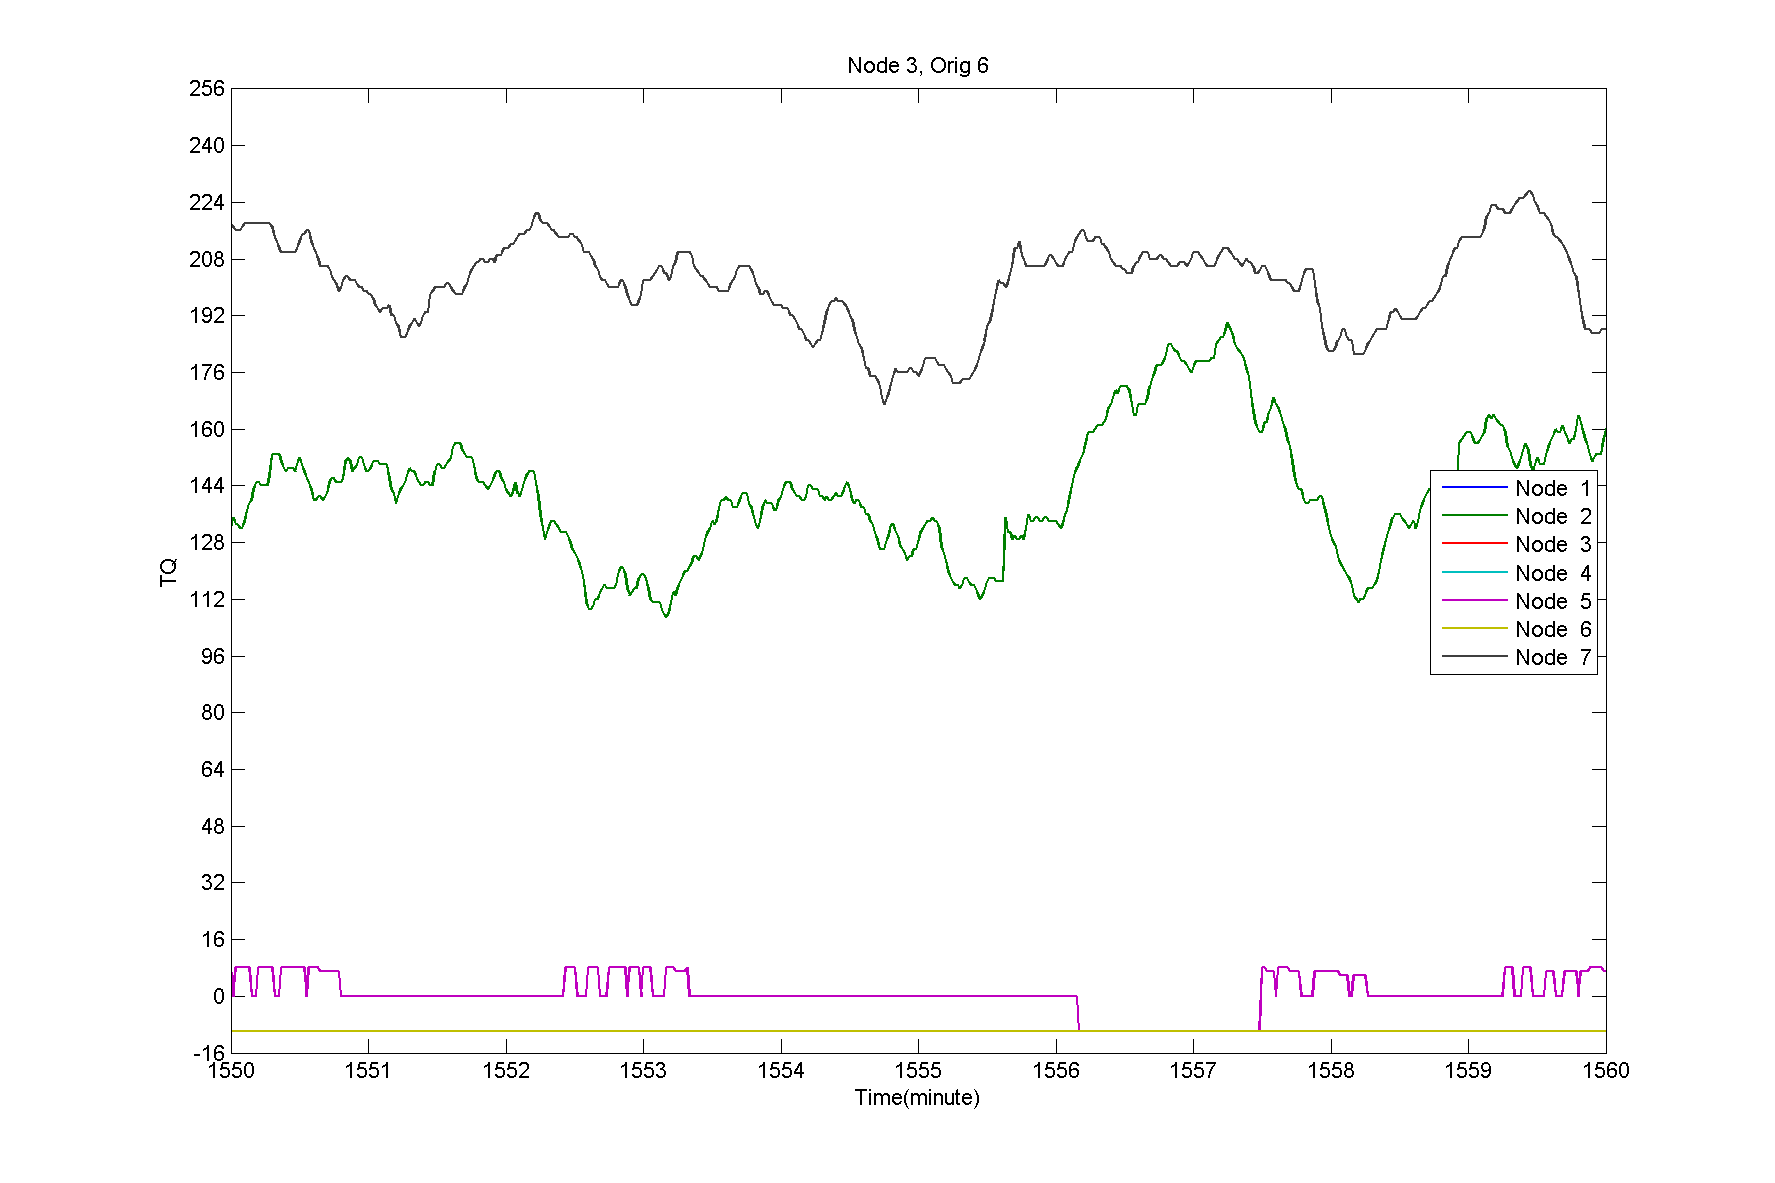 Node 3, Orig 6
256
240
224
208
192
176
160
144
128
112
96
80
64
48
32
16
0
-16
TQ
Node 1
Node 2
Node 3
Node 4
Node 5
Node 6
Node 7
1550 1551 1552 1553 1554 1555 1556 1557 1558 1559 1560
Time(minute)